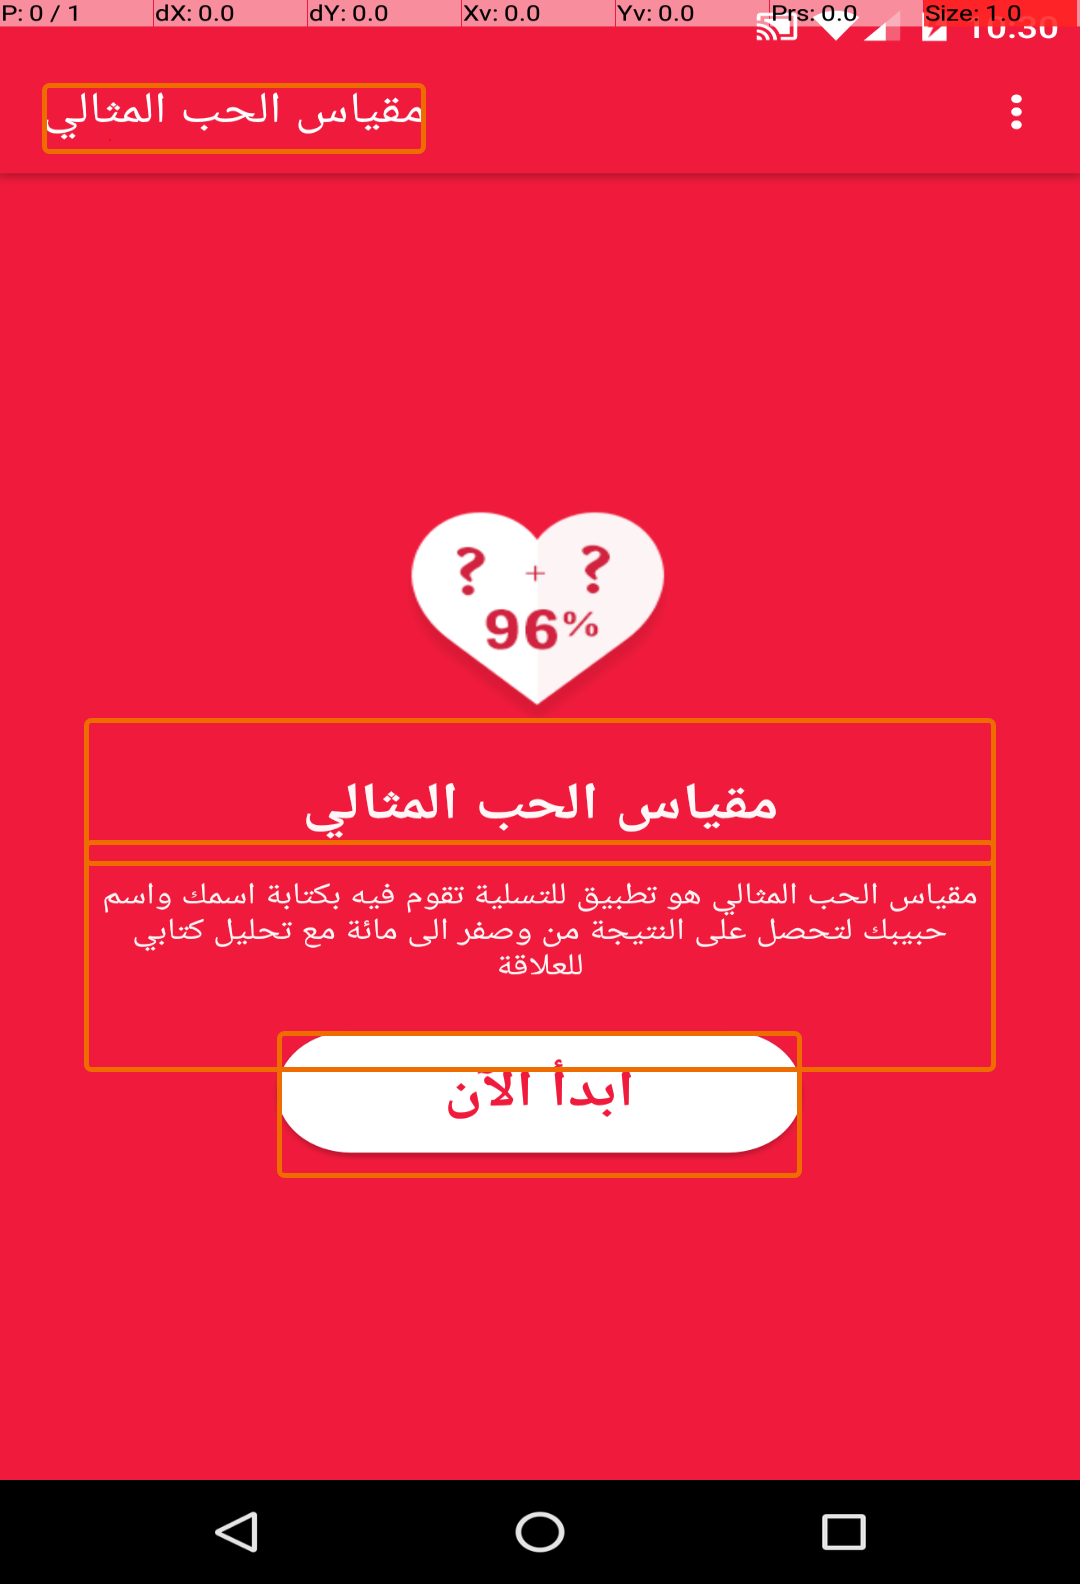 P: 0 / 1 dX: 0.0 dY: 0.0 Xv: 0.0 Yv: 0.0 Prs: 0.0 Size: 1.0
10:30
مقياس الحب المثالي
? + ?
96%
مقياس الحب المثالي
مقياس الحب المثالي هو تطبيق للتسلية تقوم فيه بكتابة اسمك واسم
حبيبك لتحصل على النتيجة من وصفر الى مائة مع تحليل كتابي
للعلاقة
ابدأ الآن